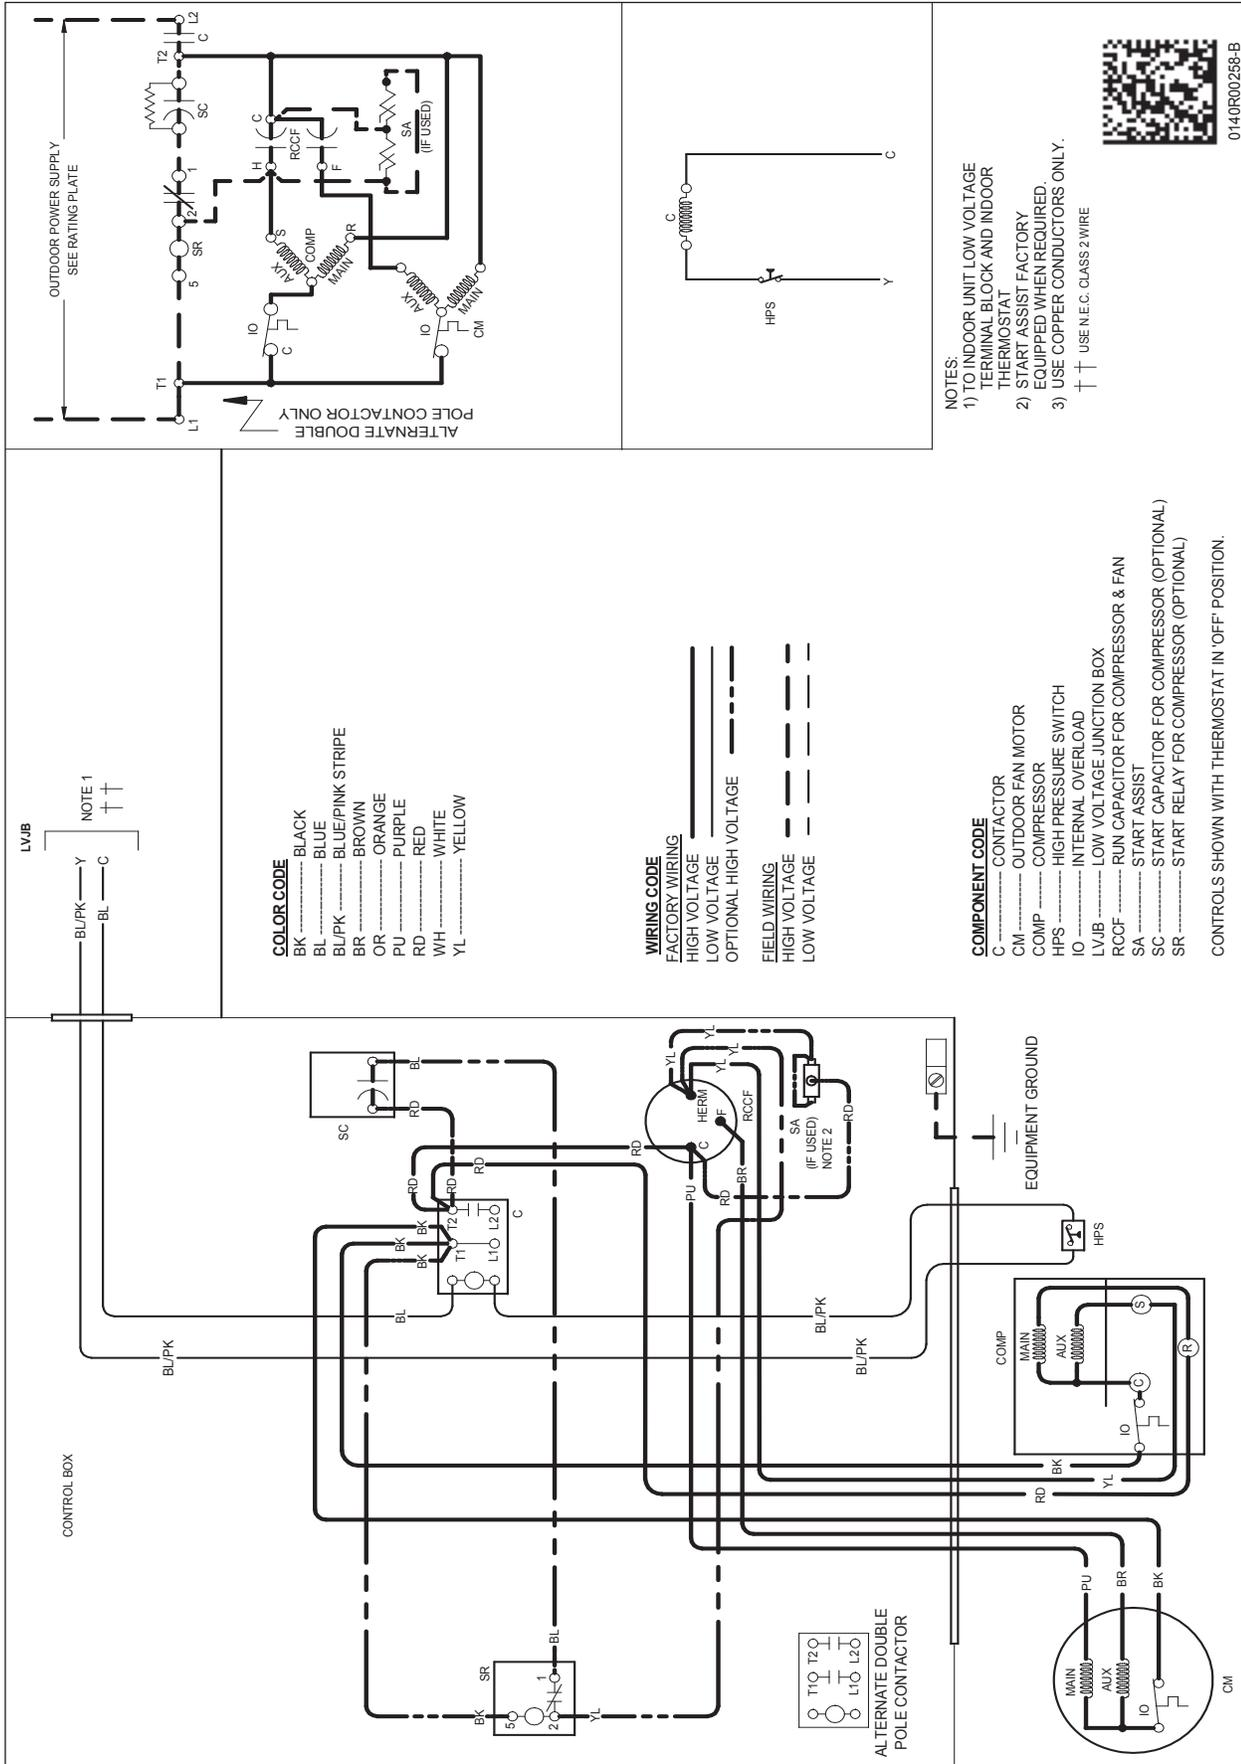 CONTROL BOX
LVJB
BL/PK
Y
BL
C
NOTE 1
COLOR CODE
BK ---------- BLACK
BL ---------- BLUE
BL/PK ---------- BLUE/PINK STRIPE
BR ---------- BROWN
OR ---------- ORANGE
PU ---------- PURPLE
RD ---------- RED
WH ---------- WHITE
YL ---------- YELLOW
WIRING CODE
FACTORY WIRING
HIGH VOLTAGE
LOW VOLTAGE
OPTIONAL HIGH VOLTAGE
FIELD WIRING
HIGH VOLTAGE
LOW VOLTAGE
COMPONENT CODE
C ---------- CONTACTOR
CM ---------- OUTDOOR FAN MOTOR
COMP ---------- COMPRESSOR
HPS ---------- HIGH PRESSURE SWITCH
IO ---------- INTERNAL OVERLOAD
LVJB ---------- LOW VOLTAGE JUNCTION BOX
RCCF ---------- RUN CAPACITOR FOR COMPRESSOR & FAN
SA ---------- START ASSIST
SC ---------- START CAPACITOR FOR COMPRESSOR (OPTIONAL)
SR ---------- START RELAY FOR COMPRESSOR (OPTIONAL)
CONTROLS SHOWN WITH THERMOSTAT IN 'OFF' POSITION.
OUTDOOR POWER SUPPLY
SEE RATING PLATE
L1
T1
5
SR
2
1
SC
T2
C
L2
ALTERNATE DOUBLE
POLE CONTACTOR ONLY
C
IO
AUX
COMP
MAIN
S
R
H
C
RCCF
F
SA
(IF USED)
IO
CM
AUX
MAIN
C
HPS
Y
C
NOTES:
1) TO INDOOR UNIT LOW VOLTAGE
TERMINAL BLOCK AND INDOOR
THERMOSTAT
2) START ASSIST FACTORY
EQUIPPED WHEN REQUIRED.
3) USE COPPER CONDUCTORS ONLY.
USE N.E.C. CLASS 2 WIRE
0140R00258-B
BL/PK
BL
SC
RD
BL
RD
RD
RD
RD
BK
BK
BK
T2
T1
L2
L1
C
SR
BK
5
2
1
BL
YL
YL
YL
YL
HERM
F
C
RCCF
PU
BR
RD
SA
(IF USED)
NOTE 2
RD
BL/PK
BL/PK
HPS
EQUIPMENT GROUND
COMP
MAIN
AUX
S
C
R
IO
BK
YL
RD
PU
BR
BK
MAIN
AUX
IO
CM
T1
T2
L1
L2
ALTERNATE DOUBLE
POLE CONTACTOR